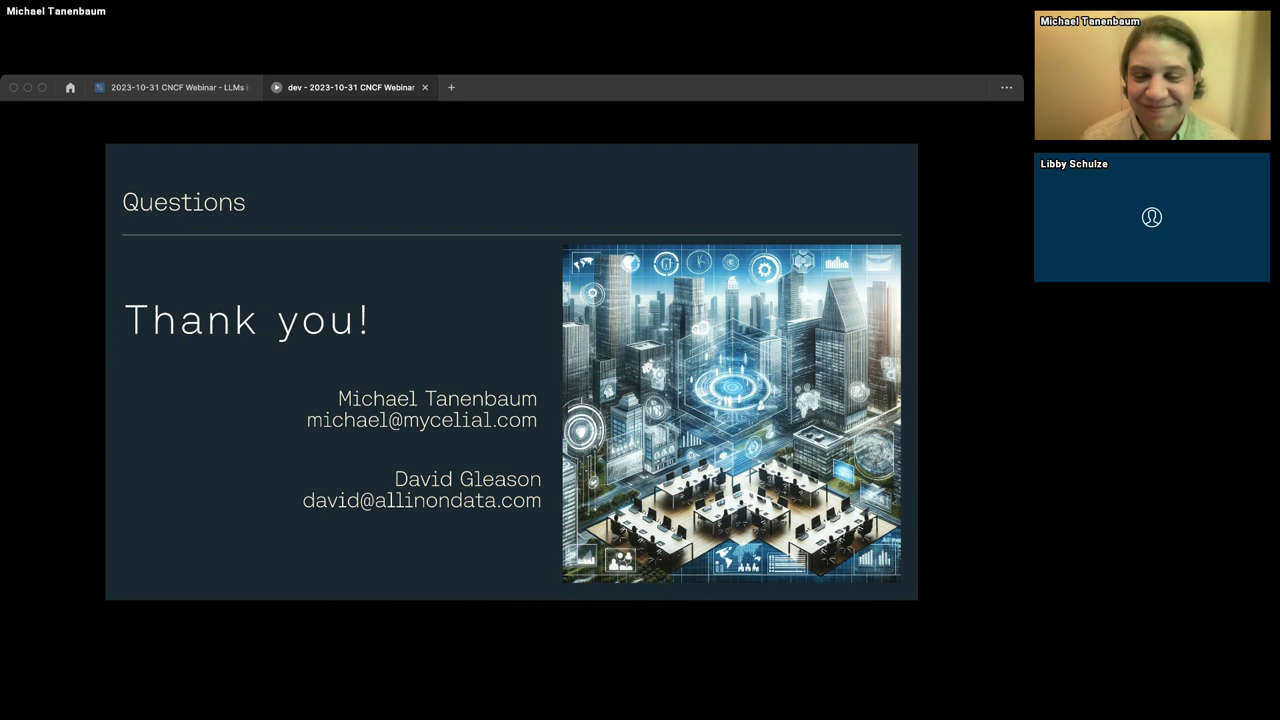 Michael Tanenbaum
Michael Tanenbaum
2023-10-31 CNCF Webinar - LLMs
dev - 2023-10-31 CNCF Webinar
Libby Schulze
Questions
Thank you!
Michael Tanenbaum
michael@mycelial.com
David Gleason
david@allinondata.com